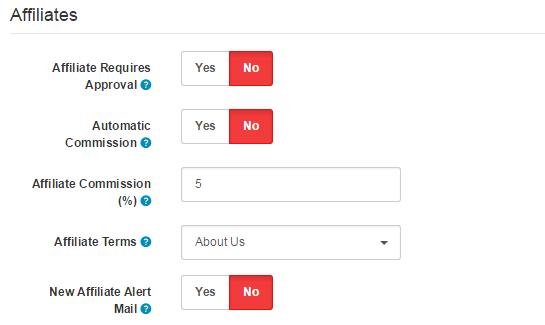 Affiliates
Affiliate Requires
Approval ?
Yes No
Automatic
Commission ?
Yes No
Affiliate Commission
(%) ?
5
Affiliate Terms ?
About Us
New Affiliate Alert
Mail ?
Yes No